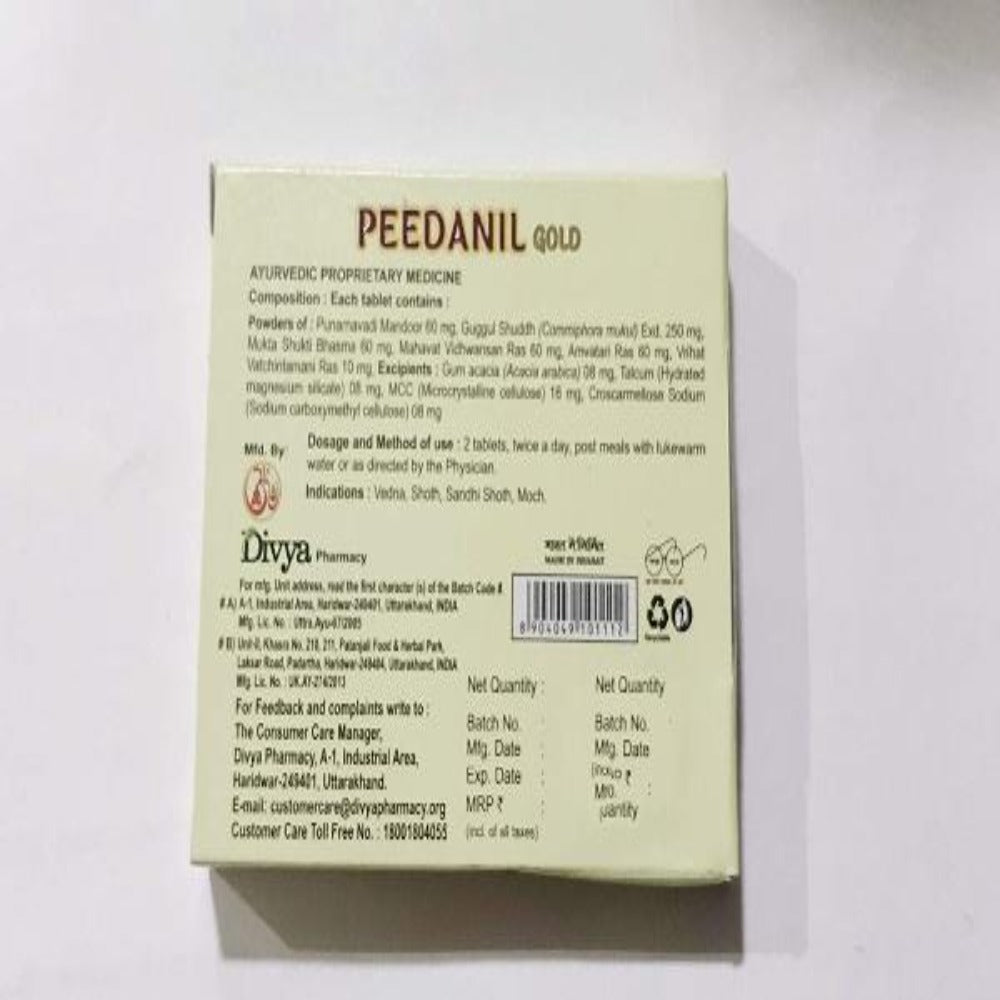 PEEDANIL GOLD
AYURVEDIC PROPRIETARY MEDICINE
Composition : Each tablet contains :
Powders of : Punarnavadi Mandoor 60 mg, Guggul Shuddh (Commiphora mukul) Extd. 250 mg,
Mukta Shukti Bhasma 60 mg, Mahavat Vidhwansan Ras 60 mg, Amvatari Ras 60 mg, Vrihat
Vatchintamani Ras 10 mg, Excipients : Gum acacia (Acacia arabica) 08 mg, Talcum (Hydrated
magnesium silicate) 08 mg, MCC (Microcrystalline cellulose) 16 mg, Croscarmellose Sodium
(Sodium carboxymethyl cellulose) 08 mg
Dosage and Method of use : 2 tablets, twice a day, post meals with lukewarm
water or as directed by the Physician.
Indications : Vedna, Shoth, Sandhi Shoth, Moch.
Mfd. By
Divya Pharmacy
MADE IN BHARAT
For mfg. Unit address, read the first character (s) of the Batch Code #
# A) A-1, Industrial Area, Haridwar-249401, Uttarakhand, INDIA
Mfg. Lic. No. : Uttra.Ayu-67/2005
# B) Unit-II, Khasra No. 210, 211, Patanjali Food & Herbal Park,
Laksar Road, Padartha, Haridwar-249404, Uttarakhand, INDIA
Mfg. Lic. No. : UK.AY-274/2013
8 904049 101112
Recyclable
For Feedback and complaints write to :
The Consumer Care Manager,
Divya Pharmacy, A-1, Industrial Area,
Haridwar-249401, Uttarakhand.
E-mail: customercare@divyapharmacy.org
Customer Care Toll Free No. : 18001804055
Net Quantity :
Batch No. :
Mfg. Date :
Exp. Date :
MRP ₹ :
(incl. of all taxes)
Net Quantity
Batch No.
Mfg. Date
₹
:
uantity